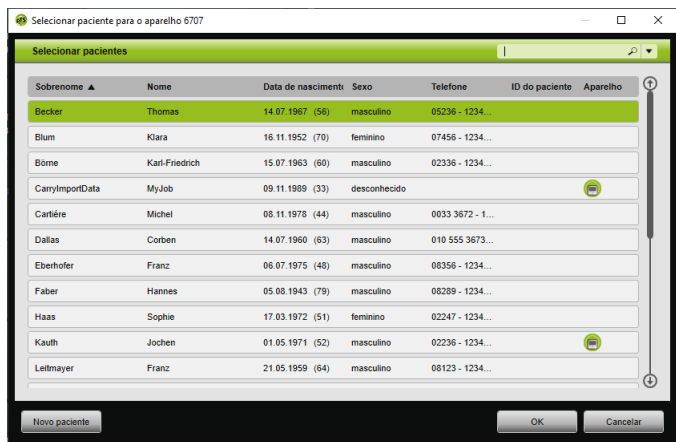 Selecionar paciente para o aparelho 6707
Selecionar pacientes
Sobrenome ▲ Nome Data de nascimento Sexo Telefone ID do paciente Aparelho
Becker Thomas 14.07.1967 (56) masculino 05236 - 1234...
Blum Klara 16.11.1952 (70) feminino 07456 - 1234...
Börne Karl-Friedrich 15.07.1963 (60) masculino 02336 - 1234...
CarryImportData MyJob 09.11.1989 (33) desconhecido
Cartiére Michel 08.11.1978 (44) masculino 0033 3672 - 1...
Dallas Corben 14.07.1960 (63) masculino 010 555 3673...
Eberhofer Franz 06.07.1975 (48) masculino 08356 - 1234...
Faber Hannes 05.08.1943 (79) masculino 08289 - 1234...
Haas Sophie 17.03.1972 (51) feminino 02247 - 1234...
Kauth Jochen 01.05.1971 (52) masculino 02236 - 1234...
Leitmayer Franz 21.05.1959 (64) masculino 08123 - 1234...
Novo paciente OK Cancelar